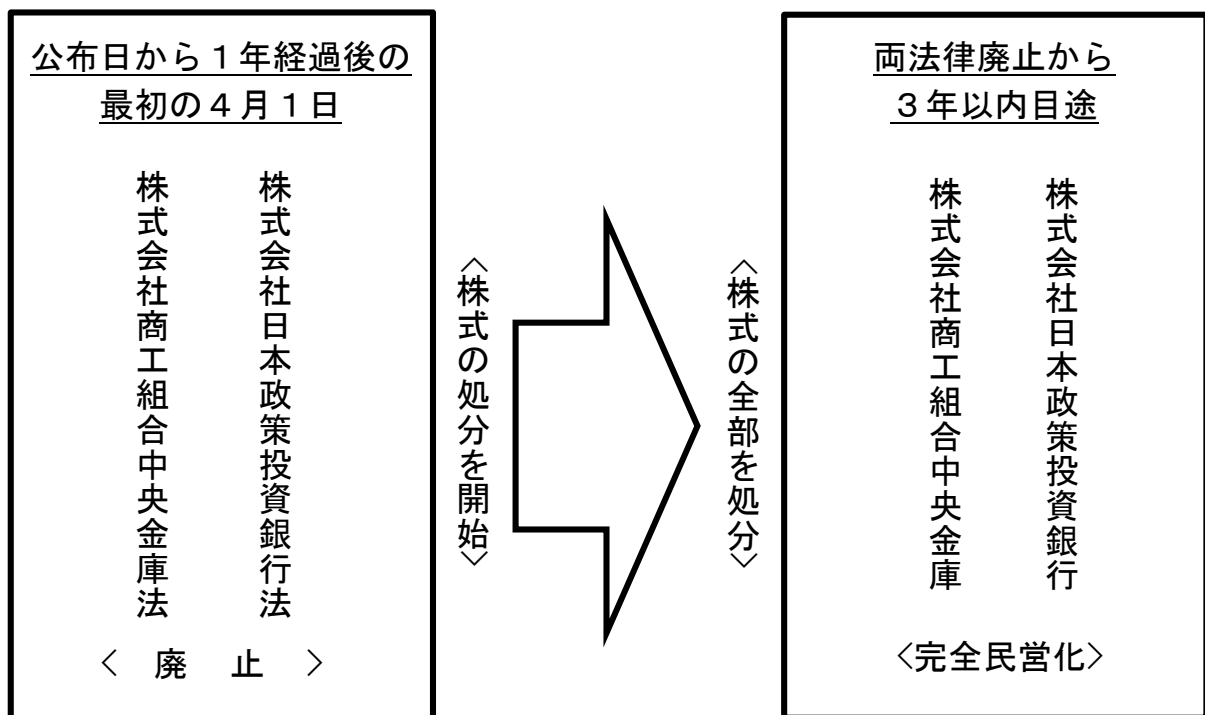 公布日から１年経過後の
最初の４月１日
株式会社日本政策投資銀行法
株式会社商工組合中央金庫法
〈 廃 止 〉
〈株式の処分を開始〉
〈株式の全部を処分〉
両法律廃止から
３年以内目途
株式会社日本政策投資銀行
株式会社商工組合中央金庫
〈完全民営化〉